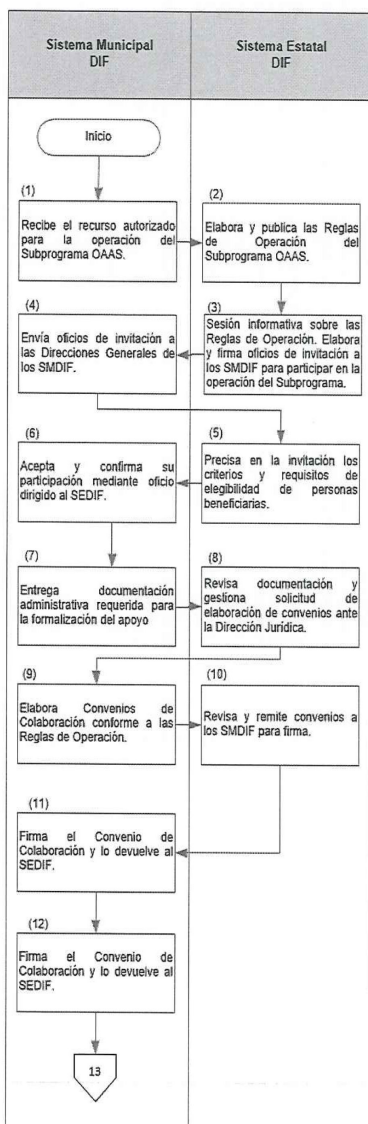 Sistema Municipal
DIF
Sistema Estatal
DIF
Inicio
(1)
Recibe el recurso autorizado
para la operación del
Subprograma OAAS.
(2)
Elabora y publica las Reglas
de Operación del
Subprograma OAAS.
(4)
Envía oficios de invitación a
las Direcciones Generales de
los SMDIF.
(3)
Sesión informativa sobre las
Reglas de Operación. Elabora
y firma oficios de invitación a
los SMDIF para participar en la
operación del Subprograma.
(6)
Acepta y confirma su
participación mediante oficio
dirigido al SEDIF.
(5)
Precisa en la invitación los
criterios y requisitos de
elegibilidad de personas
beneficiarias.
(7)
Entrega documentación
administrativa requerida para
la formalización del apoyo
(8)
Revisa documentación y
gestiona solicitud de
elaboración de convenios ante
la Dirección Jurídica.
(9)
Elabora Convenios de
Colaboración conforme a las
Reglas de Operación.
(10)
Revisa y remite convenios a
los SMDIF para firma.
(11)
Firma el Convenio de
Colaboración y lo devuelve al
SEDIF.
(12)
Firma el Convenio de
Colaboración y lo devuelve al
SEDIF.
13